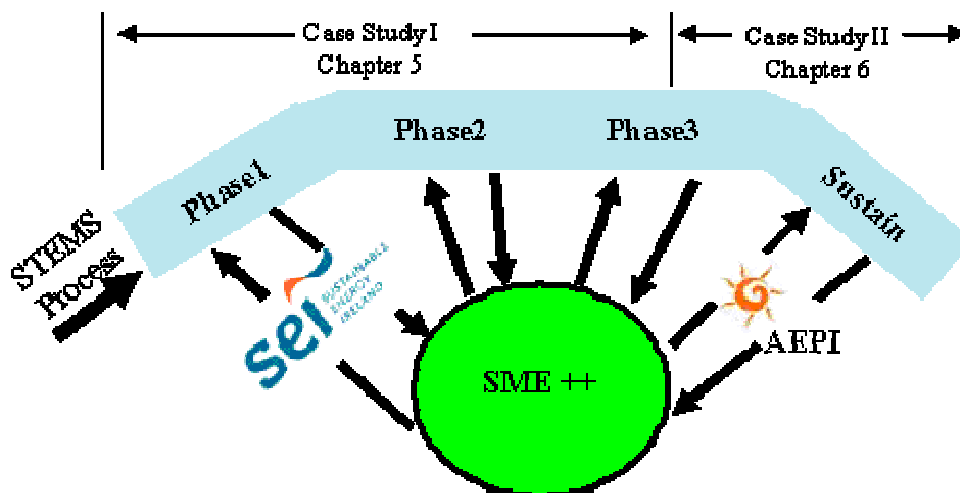 Case Study I
Chapter 5
Case Study II
Chapter 6
Phase1
Phase2
Phase3
Sustain
STEMS
Process
sei
SUSTAINABLE
ENERGY
IRELAND
SME ++
AEPI